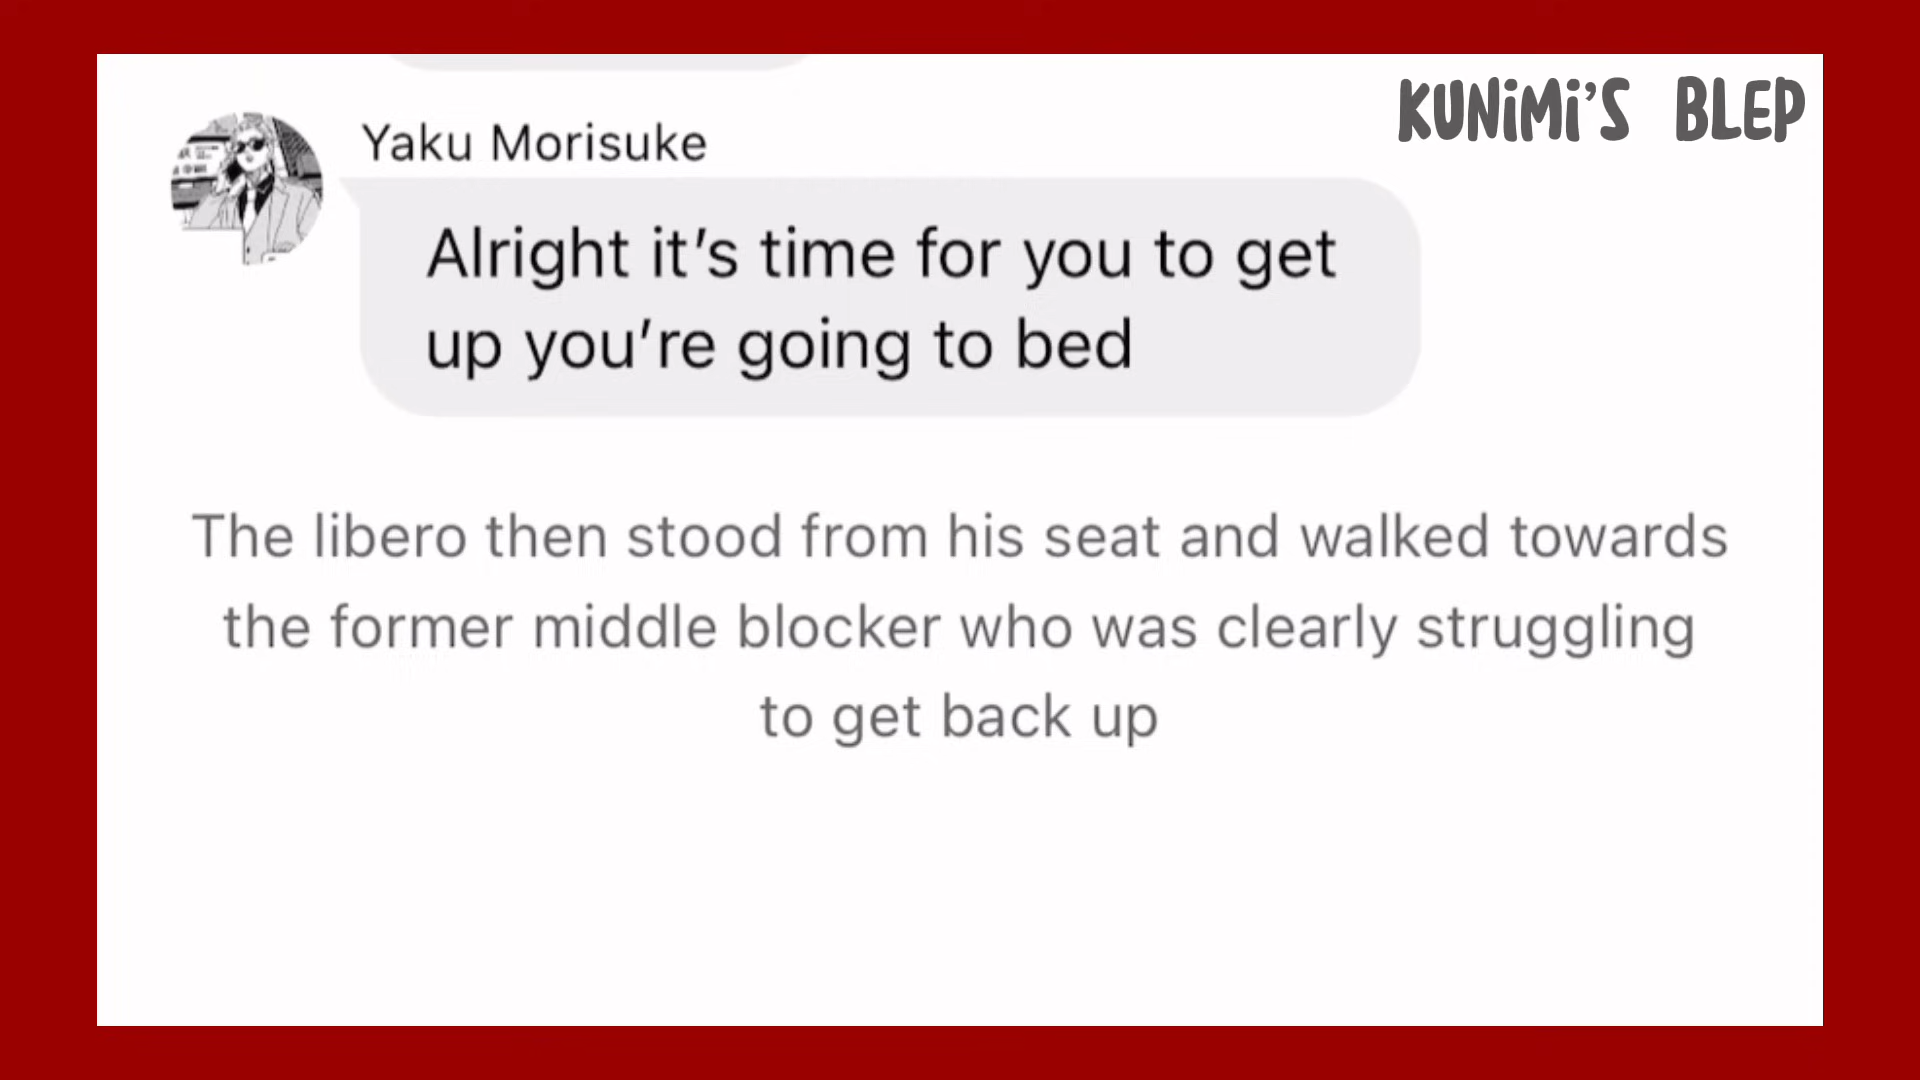 KUNiMi'S BLEP
Yaku Morisuke
Alright it's time for you to get
up you're going to bed
The libero then stood from his seat and walked towards
the former middle blocker who was clearly struggling
to get back up